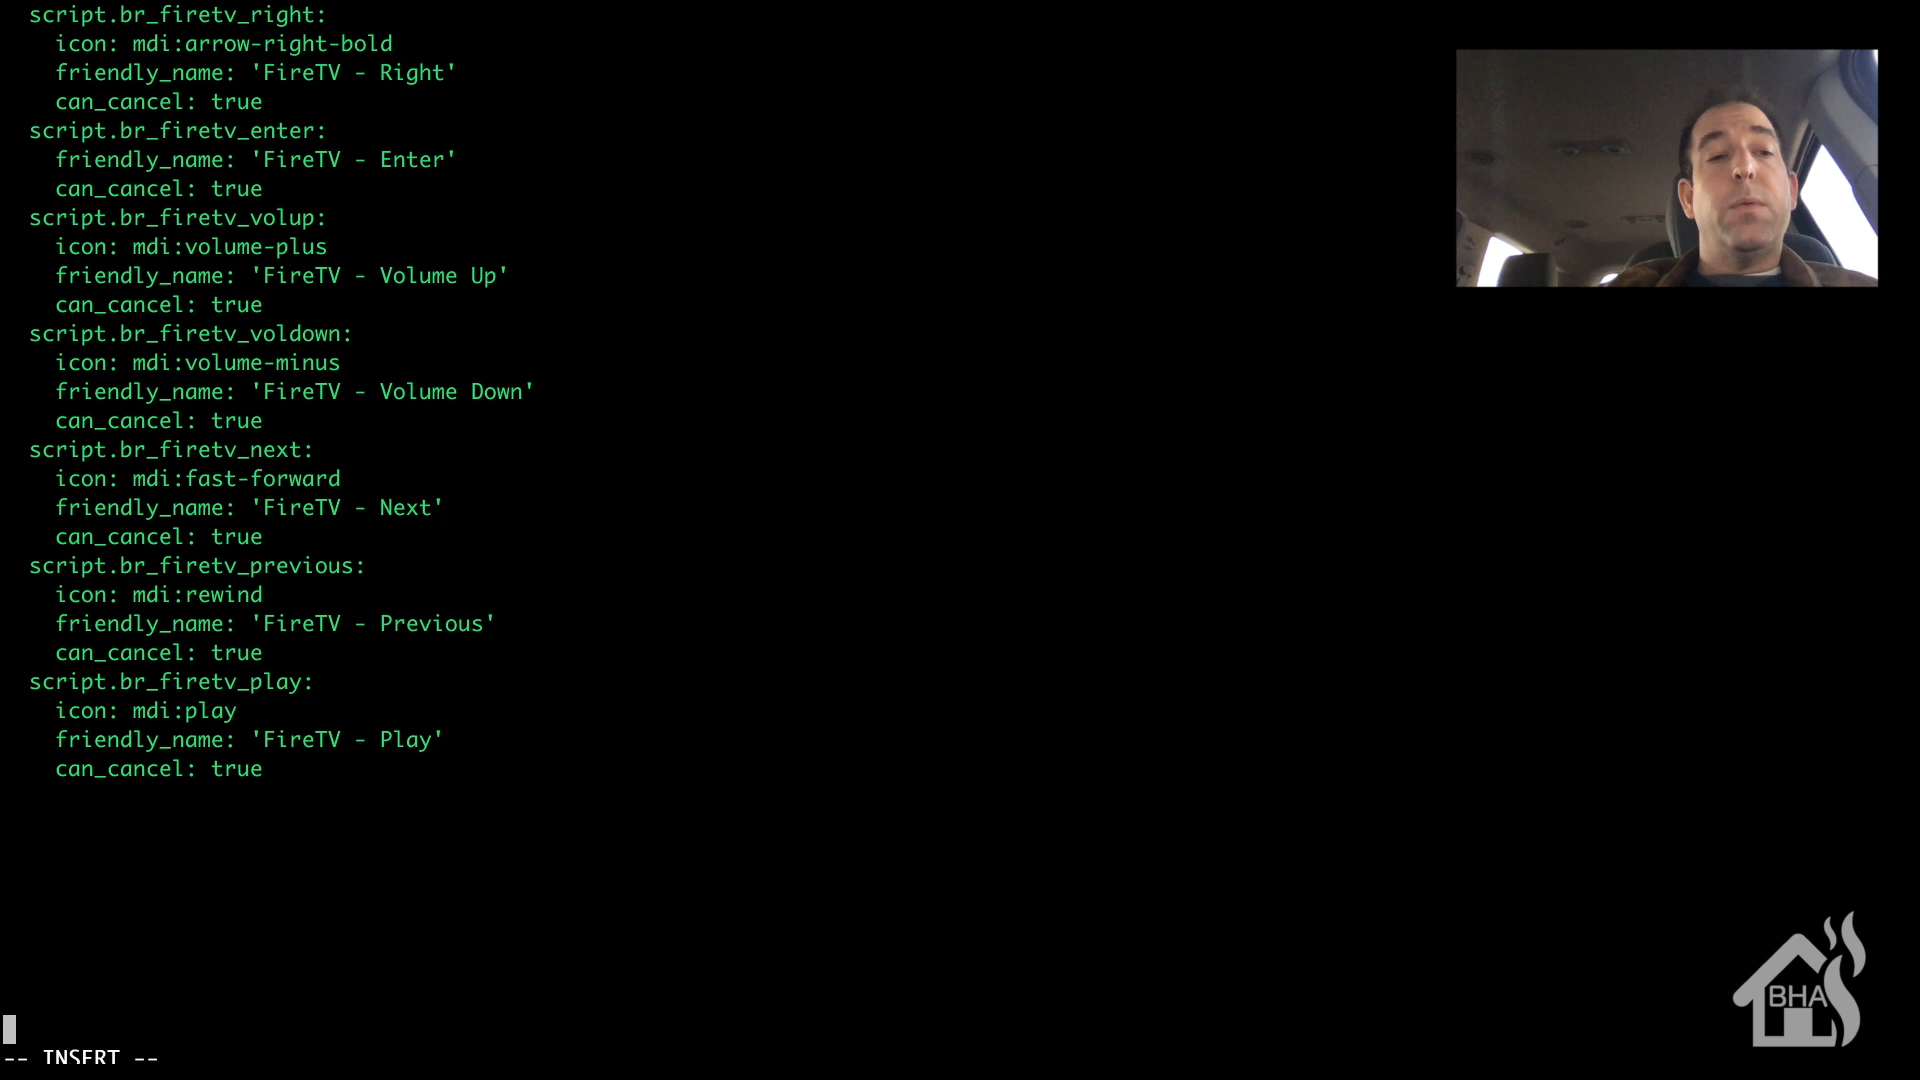 script.br_firetv_right:
icon: mdi:arrow-right-bold
friendly_name: 'FireTV - Right'
can_cancel: true
script.br_firetv_enter:
friendly_name: 'FireTV - Enter'
can_cancel: true
script.br_firetv_volup:
icon: mdi:volume-plus
friendly_name: 'FireTV - Volume Up'
can_cancel: true
script.br_firetv_voldown:
icon: mdi:volume-minus
friendly_name: 'FireTV - Volume Down'
can_cancel: true
script.br_firetv_next:
icon: mdi:fast-forward
friendly_name: 'FireTV - Next'
can_cancel: true
script.br_firetv_previous:
icon: mdi:rewind
friendly_name: 'FireTV - Previous'
can_cancel: true
script.br_firetv_play:
icon: mdi:play
friendly_name: 'FireTV - Play'
can_cancel: true
BHA
-- INSERT --